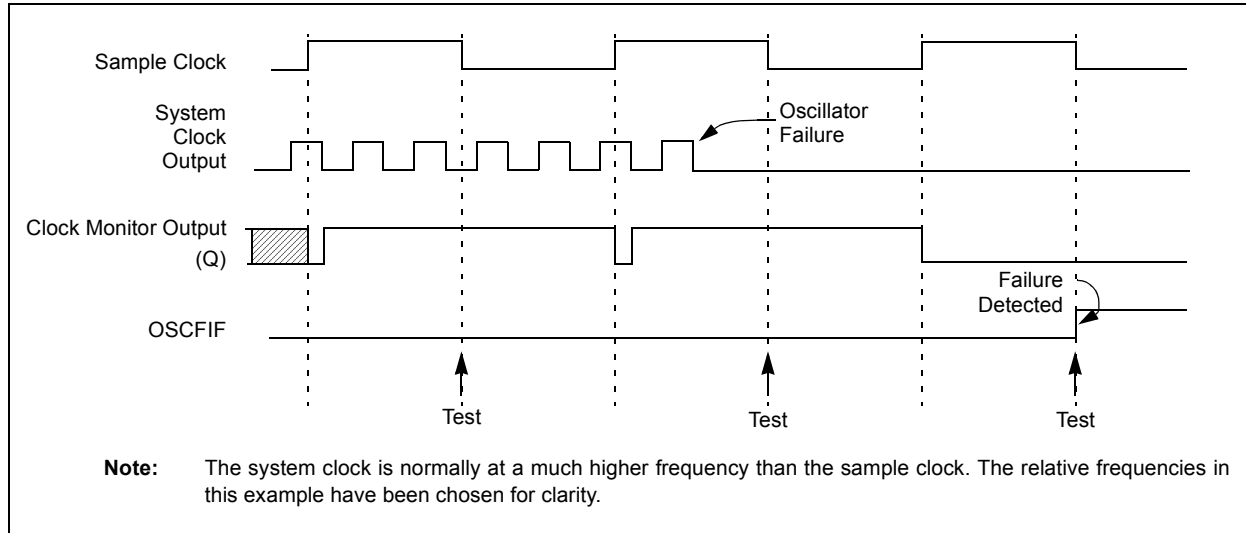 Sample Clock
System
Clock
Output
Oscillator
Failure
Clock Monitor Output
(Q)
Failure
Detected
OSCFIF
Test
Test
Test
Note: The system clock is normally at a much higher frequency than the sample clock. The relative frequencies in
this example have been chosen for clarity.